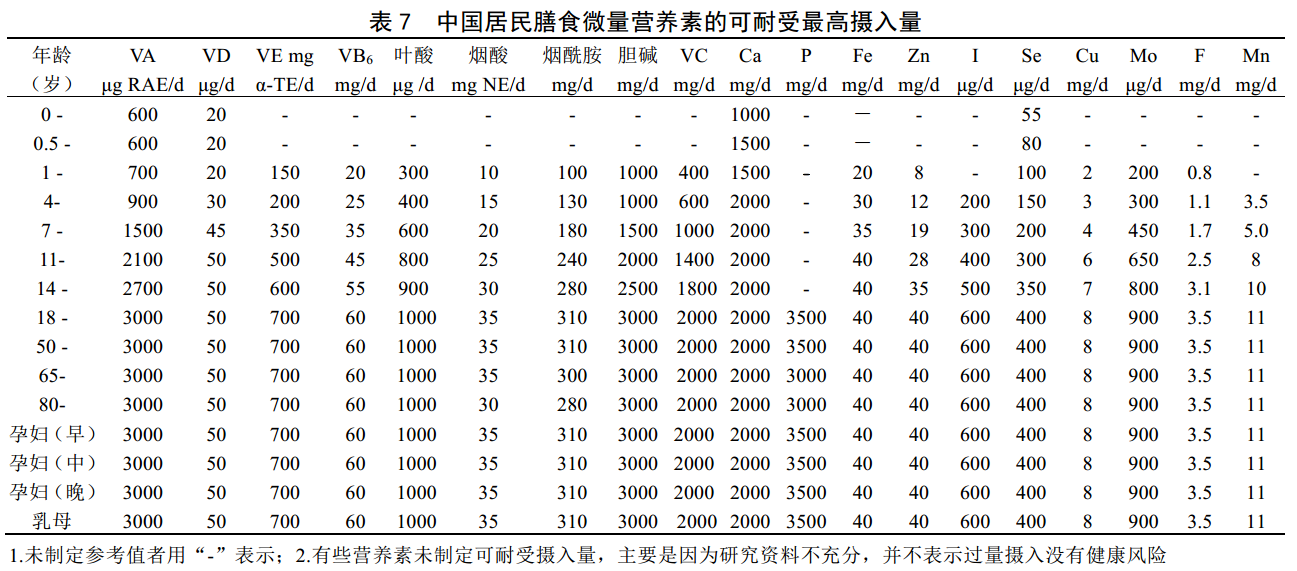 表 7 中国居民膳食微量营养素的可耐受最高摄入量
年龄 VA VD VE mg VB6 叶酸 烟酸 烟酰胺 胆碱 VC Ca P Fe Zn I Se Cu Mo F Mn
（岁） μg RAE/d μg/d α-TE/d mg/d μg /d mg NE/d mg/d mg/d mg/d mg/d mg/d mg/d mg/d μg/d μg/d mg/d μg/d mg/d mg/d
0 - 600 20 - - - - - - - 1000 - － - - 55 - - - -
0.5 - 600 20 - - - - - - - 1500 - － - - 80 - - - -
1 - 700 20 150 20 300 10 100 1000 400 1500 - 20 8 - 100 2 200 0.8 -
4- 900 30 200 25 400 15 130 1000 600 2000 - 30 12 200 150 3 300 1.1 3.5
7 - 1500 45 350 35 600 20 180 1500 1000 2000 - 35 19 300 200 4 450 1.7 5.0
11- 2100 50 500 45 800 25 240 2000 1400 2000 - 40 28 400 300 6 650 2.5 8
14 - 2700 50 600 55 900 30 280 2500 1800 2000 - 40 35 500 350 7 800 3.1 10
18 - 3000 50 700 60 1000 35 310 3000 2000 2000 3500 40 40 600 400 8 900 3.5 11
50 - 3000 50 700 60 1000 35 310 3000 2000 2000 3500 40 40 600 400 8 900 3.5 11
65- 3000 50 700 60 1000 35 300 3000 2000 2000 3000 40 40 600 400 8 900 3.5 11
80- 3000 50 700 60 1000 30 280 3000 2000 2000 3000 40 40 600 400 8 900 3.5 11
孕妇（早） 3000 50 700 60 1000 35 310 3000 2000 2000 3500 40 40 600 400 8 900 3.5 11
孕妇（中） 3000 50 700 60 1000 35 310 3000 2000 2000 3500 40 40 600 400 8 900 3.5 11
孕妇（晚） 3000 50 700 60 1000 35 310 3000 2000 2000 3500 40 40 600 400 8 900 3.5 11
乳母 3000 50 700 60 1000 35 310 3000 2000 2000 3500 40 40 600 400 8 900 3.5 11
1.未制定参考值者用“-”表示；2.有些营养素未制定可耐受摄入量，主要是因为研究资料不充分，并不表示过量摄入没有健康风险